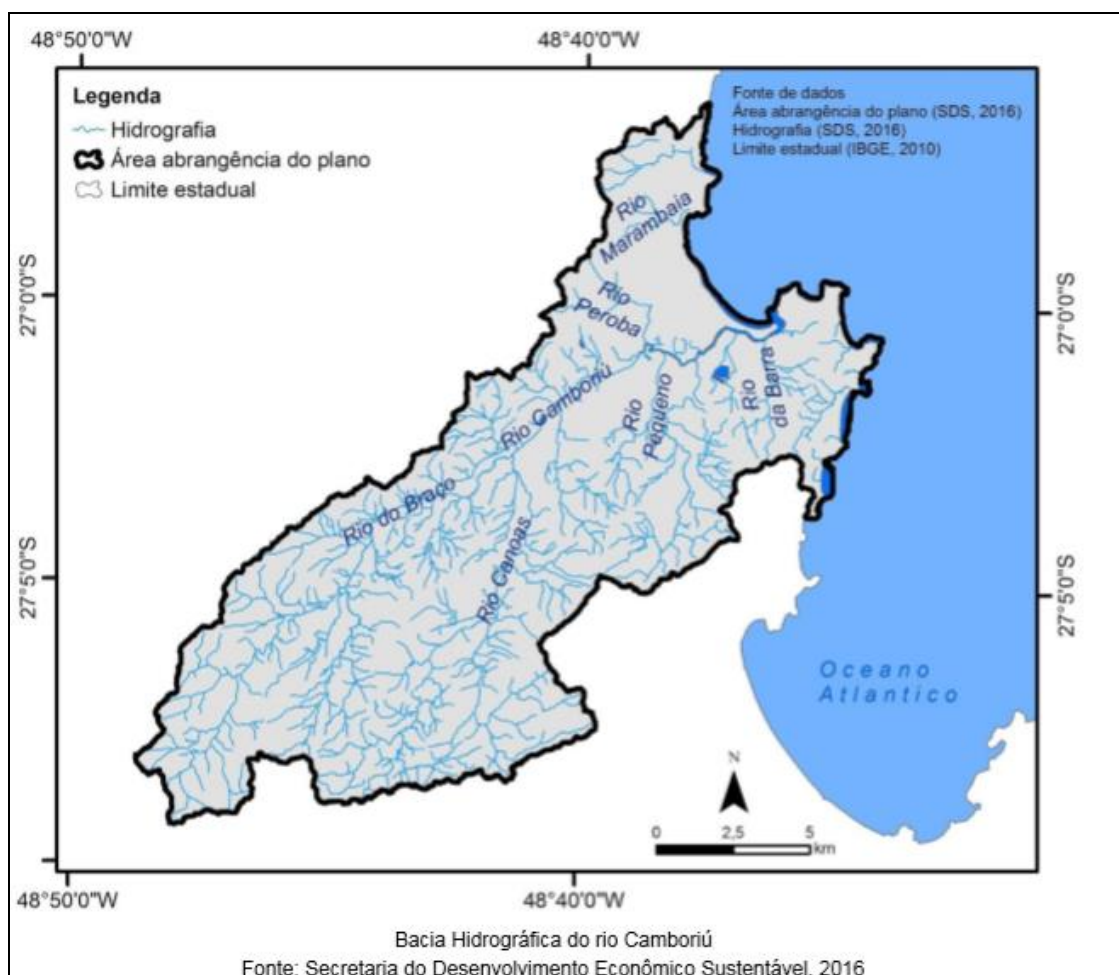 48°50'0"W
48°40'0"W
Legenda
Hidrografia
Área abrangência do plano
Limite estadual
Fonte de dados
Área abrangência do plano (SDS, 2016)
Hidrografia (SDS, 2016)
Limite estadual (IBGE, 2010)
Rio
Marambaia
27°0'0"S
27°0'0"S
Rio
Peroba
Rio Camboriú
Rio
Pequeno
Rio
da Barra
Rio do Braço
Rio Canoas
27°5'0"S
27°5'0"S
Oceano
Atlantico
N
0 2,5 5
km
48°50'0"W
48°40'0"W
Bacia Hidrográfica do rio Camboriú
Fonte: Secretaria do Desenvolvimento Econômico Sustentável, 2016